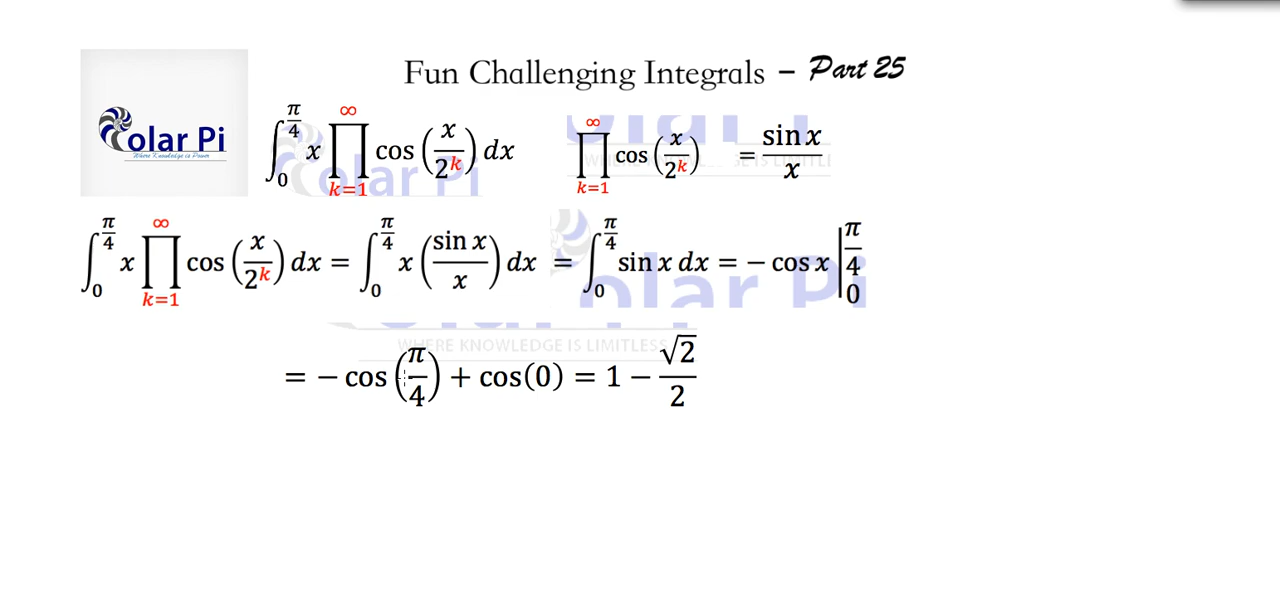 Fun Challenging Integrals – Part 25
olar Pi
Where Knowledge is Power
∫₀^(π/4) x ∏_(k=1)^∞ cos(x/2^k) dx
∏_(k=1)^∞ cos(x/2^k) = sin x / x
∫₀^(π/4) x ∏_(k=1)^∞ cos(x/2^k) dx = ∫₀^(π/4) x (sin x / x) dx = ∫₀^(π/4) sin x dx = − cos x |₀^(π/4)
WHERE KNOWLEDGE IS LIMITLESS
= − cos(π/4) + cos(0) = 1 − √2/2